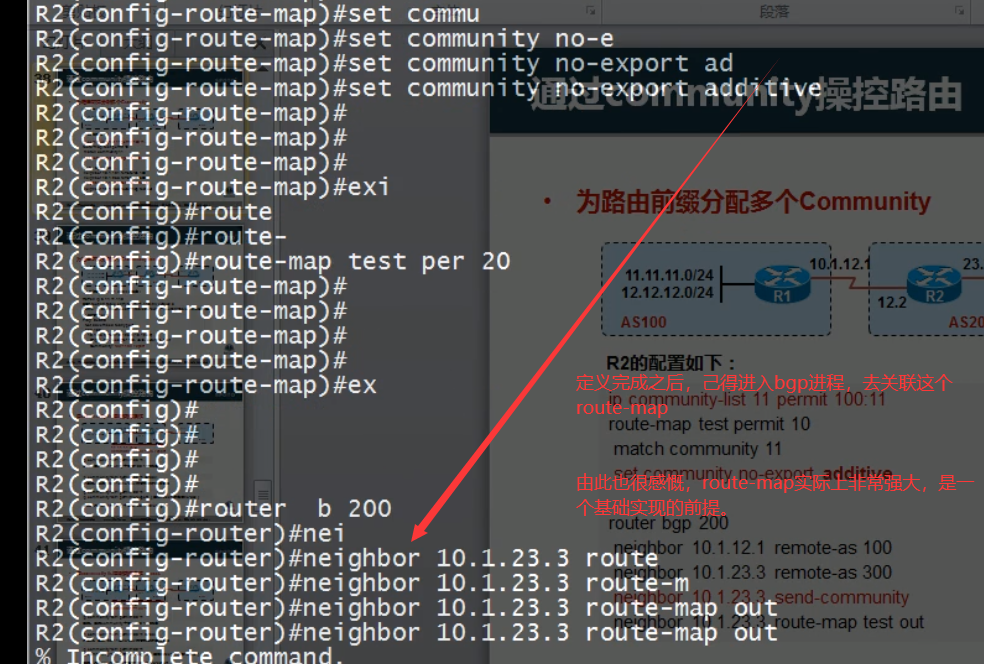 R2(config-route-map)#set commu
R2(config-route-map)#set community no-e
R2(config-route-map)#set community no-export ad
R2(config-route-map)#set community no-export additive
R2(config-route-map)#
R2(config-route-map)#
R2(config-route-map)#
R2(config-route-map)#exi
R2(config)#route
R2(config)#route-
R2(config)#route-map test per 20
R2(config-route-map)#
R2(config-route-map)#
R2(config-route-map)#
R2(config-route-map)#
R2(config-route-map)#ex
R2(config)#
R2(config)#
R2(config)#
R2(config)#
R2(config)#router  b 200
R2(config-router)#nei
R2(config-router)#neighbor 10.1.23.3 route
R2(config-router)#neighbor 10.1.23.3 route-m
R2(config-router)#neighbor 10.1.23.3 route-map out
R2(config-router)#neighbor 10.1.23.3 route-map out
% Incomplete command.
段落
通过community操控路由
• 为路由前缀分配多个Community
11.11.11.0/24
12.12.12.0/24
R1
AS100
10.1.12.1
12.2
R2
23.
AS20
R2的配置如下：
ip community-list 11 permit 100:11
route-map test permit 10
match community 11
set community no-export additive
router bgp 200
neighbor 10.1.12.1 remote-as 100
neighbor 10.1.23.3 remote-as 300
neighbor 10.1.23.3 send-community
neighbor 10.1.23.3 route-map test out
定义完成之后，己得进入bgp进程，去关联这个
route-map
由此也很感慨，route-map实际上非常强大，是一
个基础实现的前提。